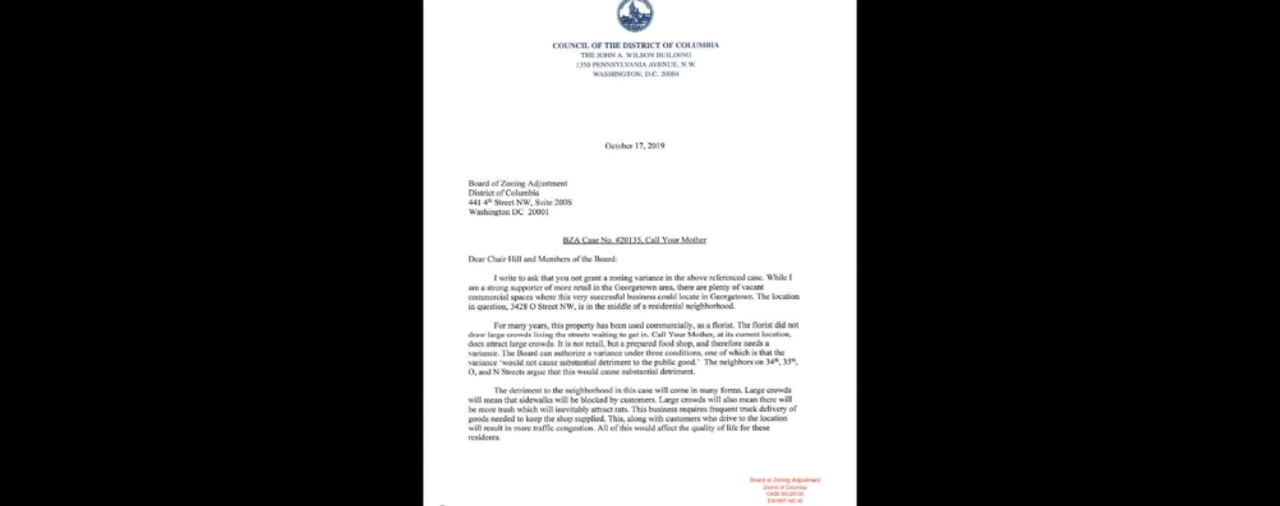 COUNCIL OF THE DISTRICT OF COLUMBIA
THE JOHN A. WILSON BUILDING
1350 PENNSYLVANIA AVENUE, N.W.
WASHINGTON, D.C. 20004
October 17, 2019
Board of Zoning Adjustment
District of Columbia
441 4th Street NW, Suite 200S
Washington DC 20001
BZA Case No. #20135, Call Your Mother
Dear Chair Hill and Members of the Board:
I write to ask that you not grant a zoning variance in the above referenced case. While I
am a strong supporter of more retail in the Georgetown area, there are plenty of vacant
commercial spaces where this very successful business could locate in Georgetown. The location
in question, 3428 O Street NW, is in the middle of a residential neighborhood.
For many years, this property has been used commercially, as a florist. The florist did not
draw large crowds lining the streets waiting to get in. Call Your Mother, at its current location,
does attract large crowds. It is not retail, but a prepared food shop, and therefore needs a
variance. The Board can authorize a variance under three conditions, one of which is that the
variance "would not cause substantial detriment to the public good." The neighbors on 34th, 35th,
O, and N Streets argue that this would cause substantial detriment.
The detriment to the neighborhood in this case will come in many forms. Large crowds
will mean that sidewalks will be blocked by customers. Large crowds will also mean there will
be more trash which will inevitably attract rats. This business requires frequent truck delivery of
goods needed to keep the shop supplied. This, along with customers who drive to the location
will result in more traffic congestion. All of this would affect the quality of life for these
residents.
Board of Zoning Adjustment
District of Columbia
CASE NO.20135
EXHIBIT NO.40